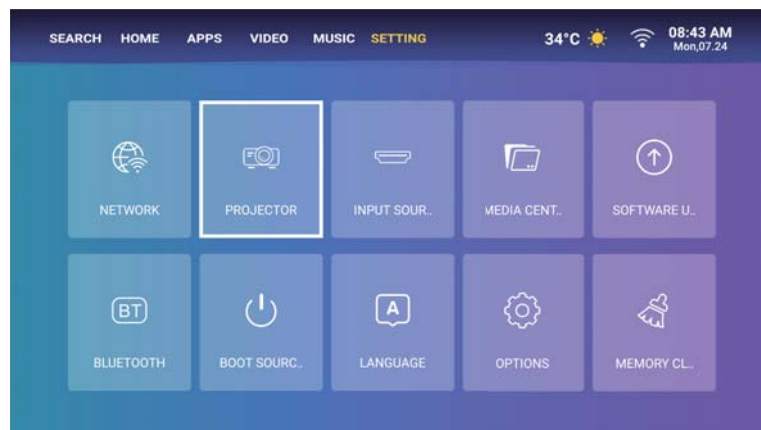 SEARCH HOME APPS VIDEO MUSIC SETTING 34°C 08:43 AM
Mon,07.24
NETWORK PROJECTOR INPUT SOUR.. MEDIA CENT.. SOFTWARE U..
BT A
BLUETOOTH BOOT SOURC.. LANGUAGE OPTIONS MEMORY CL..